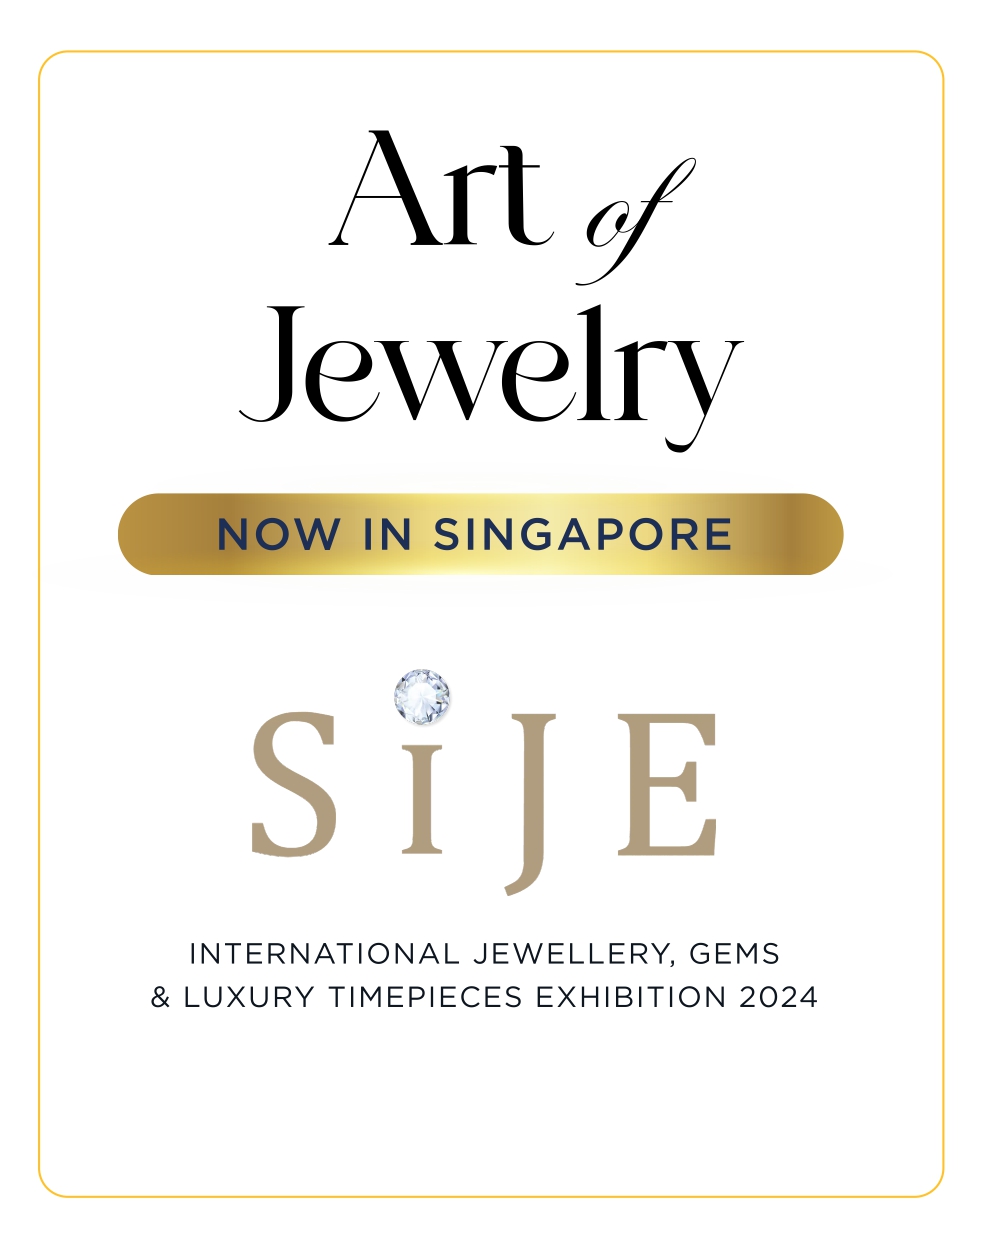 Art of
Jewelry
NOW IN SINGAPORE
SiJE
INTERNATIONAL JEWELLERY, GEMS
& LUXURY TIMEPIECES EXHIBITION 2024